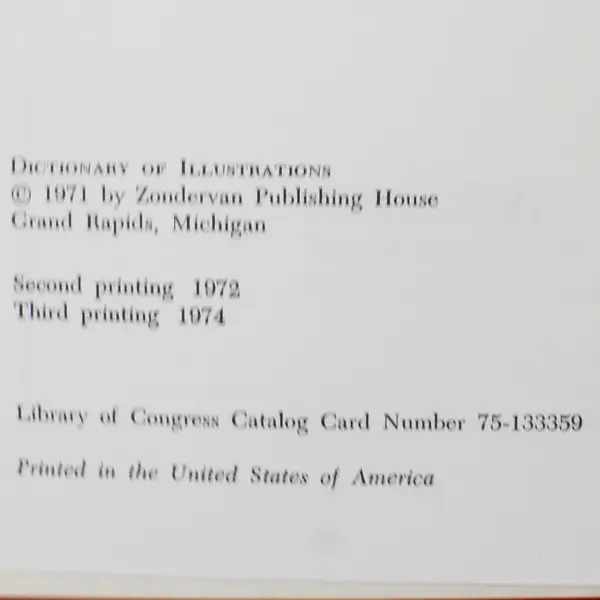 DICTIONARY OF ILLUSTRATIONS
© 1971 by Zondervan Publishing House
Grand Rapids, Michigan
Second printing 1972
Third printing 1974
Library of Congress Catalog Card Number 75-133359
Printed in the United States of America